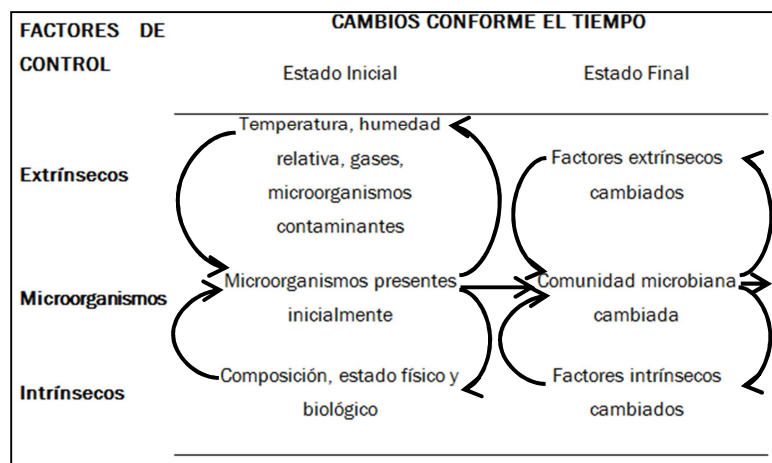 FACTORES DE CONTROL
CAMBIOS CONFORME EL TIEMPO
Estado Inicial
Estado Final
Extrínsecos
Temperatura, humedad
relativa, gases,
microorganismos
contaminantes
Factores extrínsecos
cambiados
Microorganismos
Microorganismos presentes
inicialmente
Comunidad microbiana
cambiada
Intrínsecos
Composición, estado físico y
biológico
Factores intrínsecos
cambiados